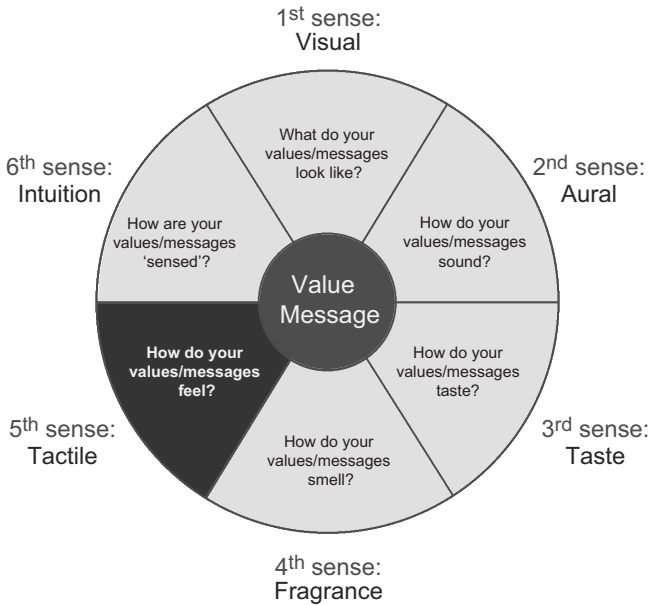 1st sense:
Visual
What do your
values/messages
look like?
2nd sense:
Aural
How do your
values/messages
sound?
3rd sense:
Taste
How do your
values/messages
taste?
4th sense:
Fragrance
How do your
values/messages
smell?
5th sense:
Tactile
How do your
values/messages
feel?
6th sense:
Intuition
How are your
values/messages
‘sensed’?
Value
Message